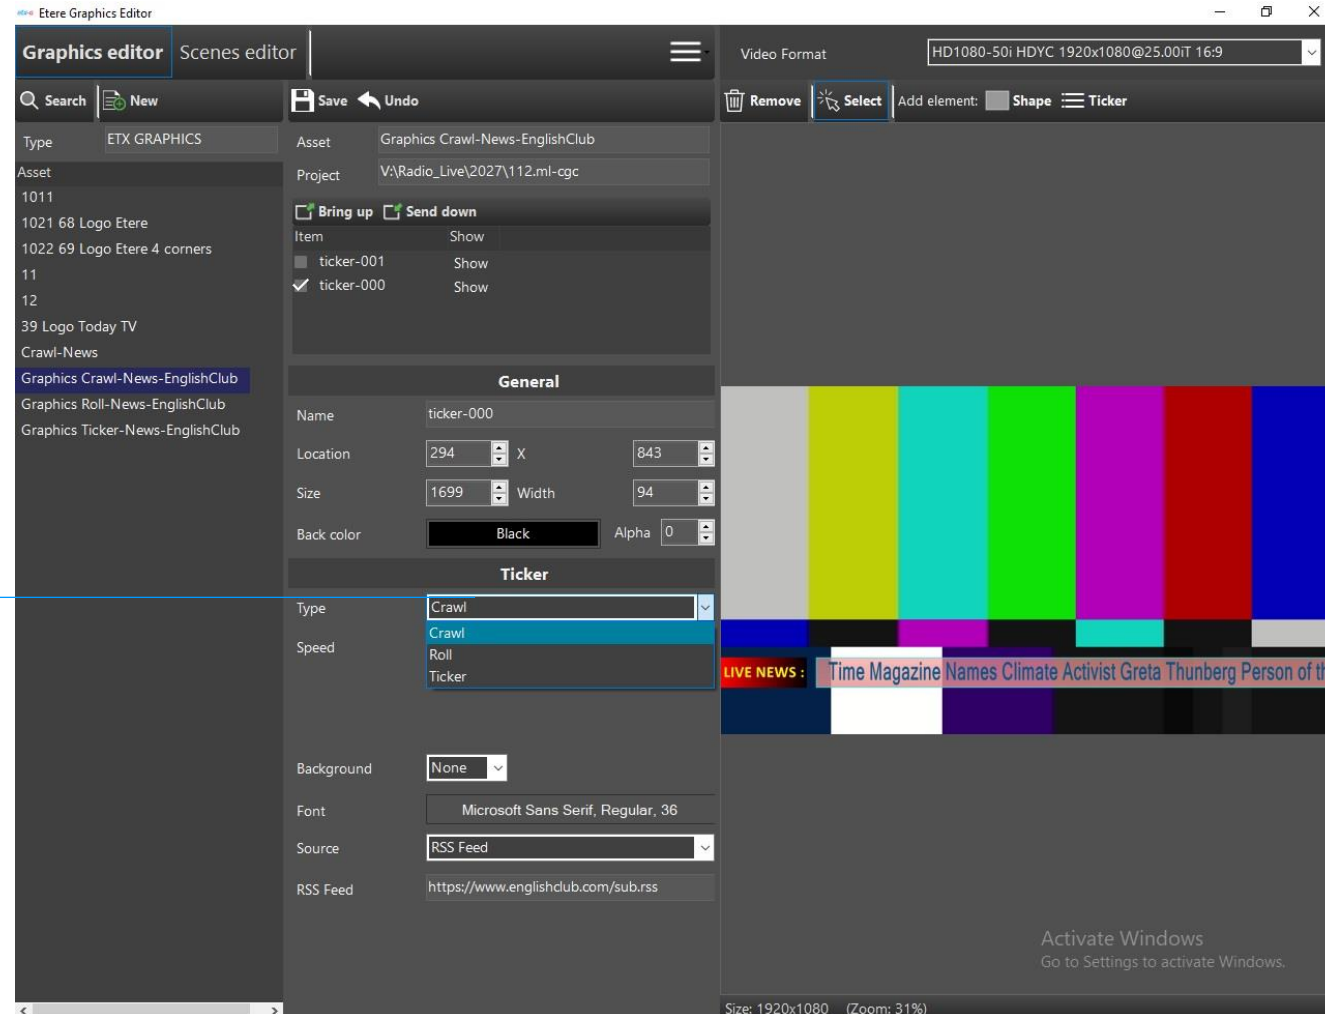 etere Etere Graphics Editor
Graphics editor Scenes editor
Video Format HD1080-50i HDYC 1920x1080@25.00iT 16:9
Search New Save Undo
Remove Select Add element: Shape Ticker
Type ETX GRAPHICS
Asset
1011
1021 68 Logo Etere
1022 69 Logo Etere 4 corners
11
12
39 Logo Today TV
Crawl-News
Graphics Crawl-News-EnglishClub
Graphics Roll-News-EnglishClub
Graphics Ticker-News-EnglishClub
Asset Graphics Crawl-News-EnglishClub
Project V:\Radio_Live\2027\112.ml-cgc
Bring up Send down
Item Show
ticker-001 Show
ticker-000 Show
General
Name ticker-000
Location 294 X 843
Size 1699 Width 94
Back color Black Alpha 0
Ticker
Type Crawl
Crawl
Speed
Roll
Ticker
Background None
Font Microsoft Sans Serif, Regular, 36
Source RSS Feed
RSS Feed https://www.englishclub.com/sub.rss
LIVE NEWS : Time Magazine Names Climate Activist Greta Thunberg Person of th
Activate Windows
Go to Settings to activate Windows.
Size: 1920x1080 (Zoom: 31%)